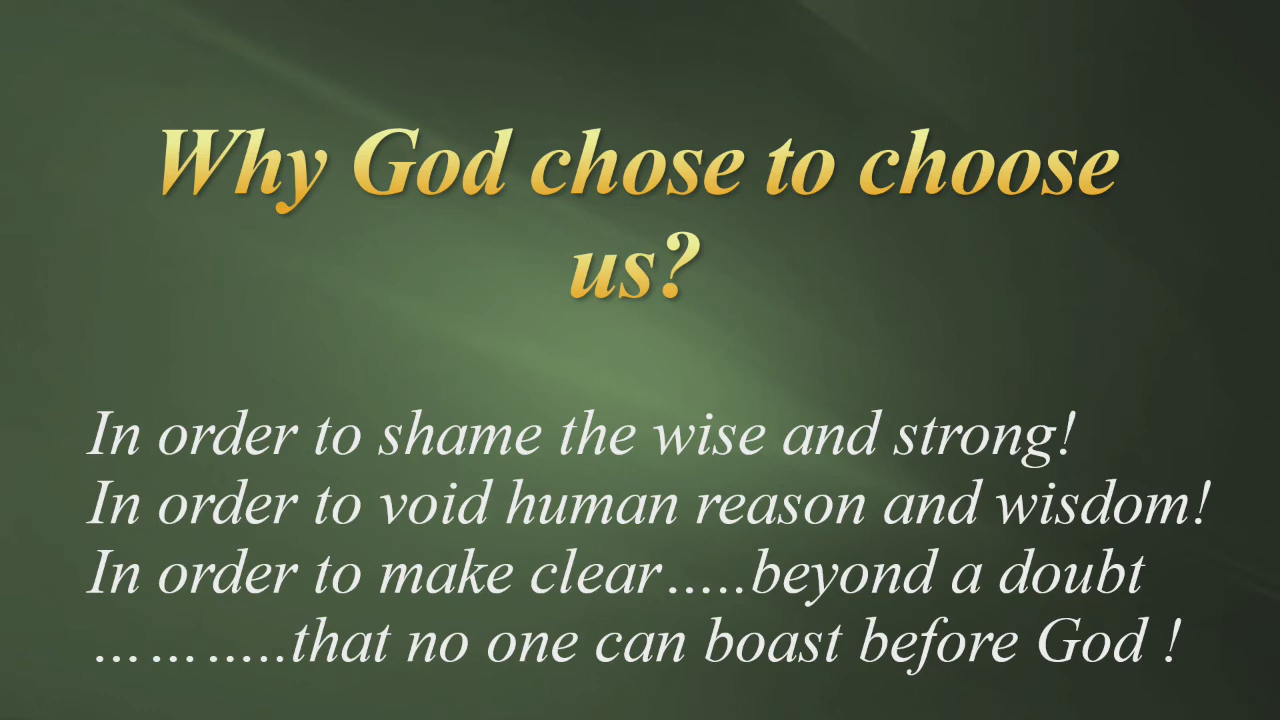 Why God chose to choose
us?
In order to shame the wise and strong!
In order to void human reason and wisdom!
In order to make clear…..beyond a doubt
………..that no one can boast before God !